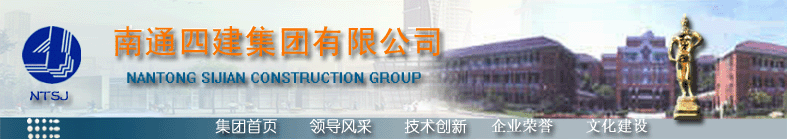 南通四建集团有限公司
NANTONG SIJIAN CONSTRUCTION GROUP
NTSJ
集团首页 领导风采 技术创新 企业荣誉 文化建设